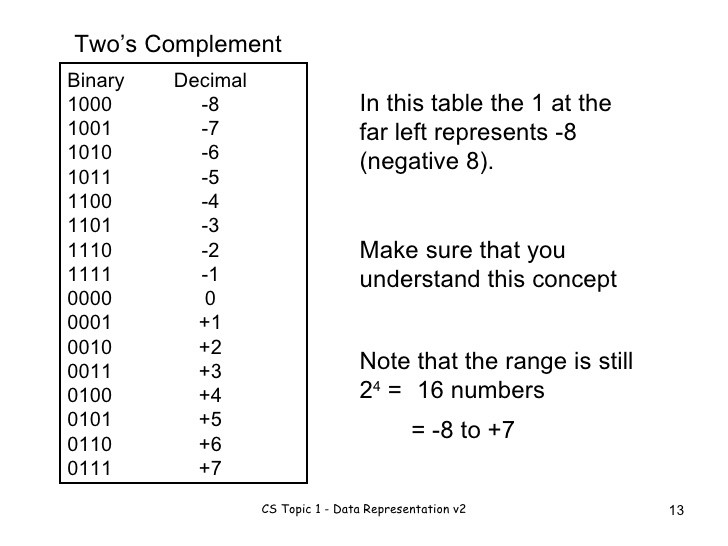 Two’s Complement
Binary Decimal
1000 -8
1001 -7
1010 -6
1011 -5
1100 -4
1101 -3
1110 -2
1111 -1
0000 0
0001 +1
0010 +2
0011 +3
0100 +4
0101 +5
0110 +6
0111 +7
In this table the 1 at the
far left represents -8
(negative 8).
Make sure that you
understand this concept
Note that the range is still
2⁴ = 16 numbers
= -8 to +7
CS Topic 1 - Data Representation v2
13